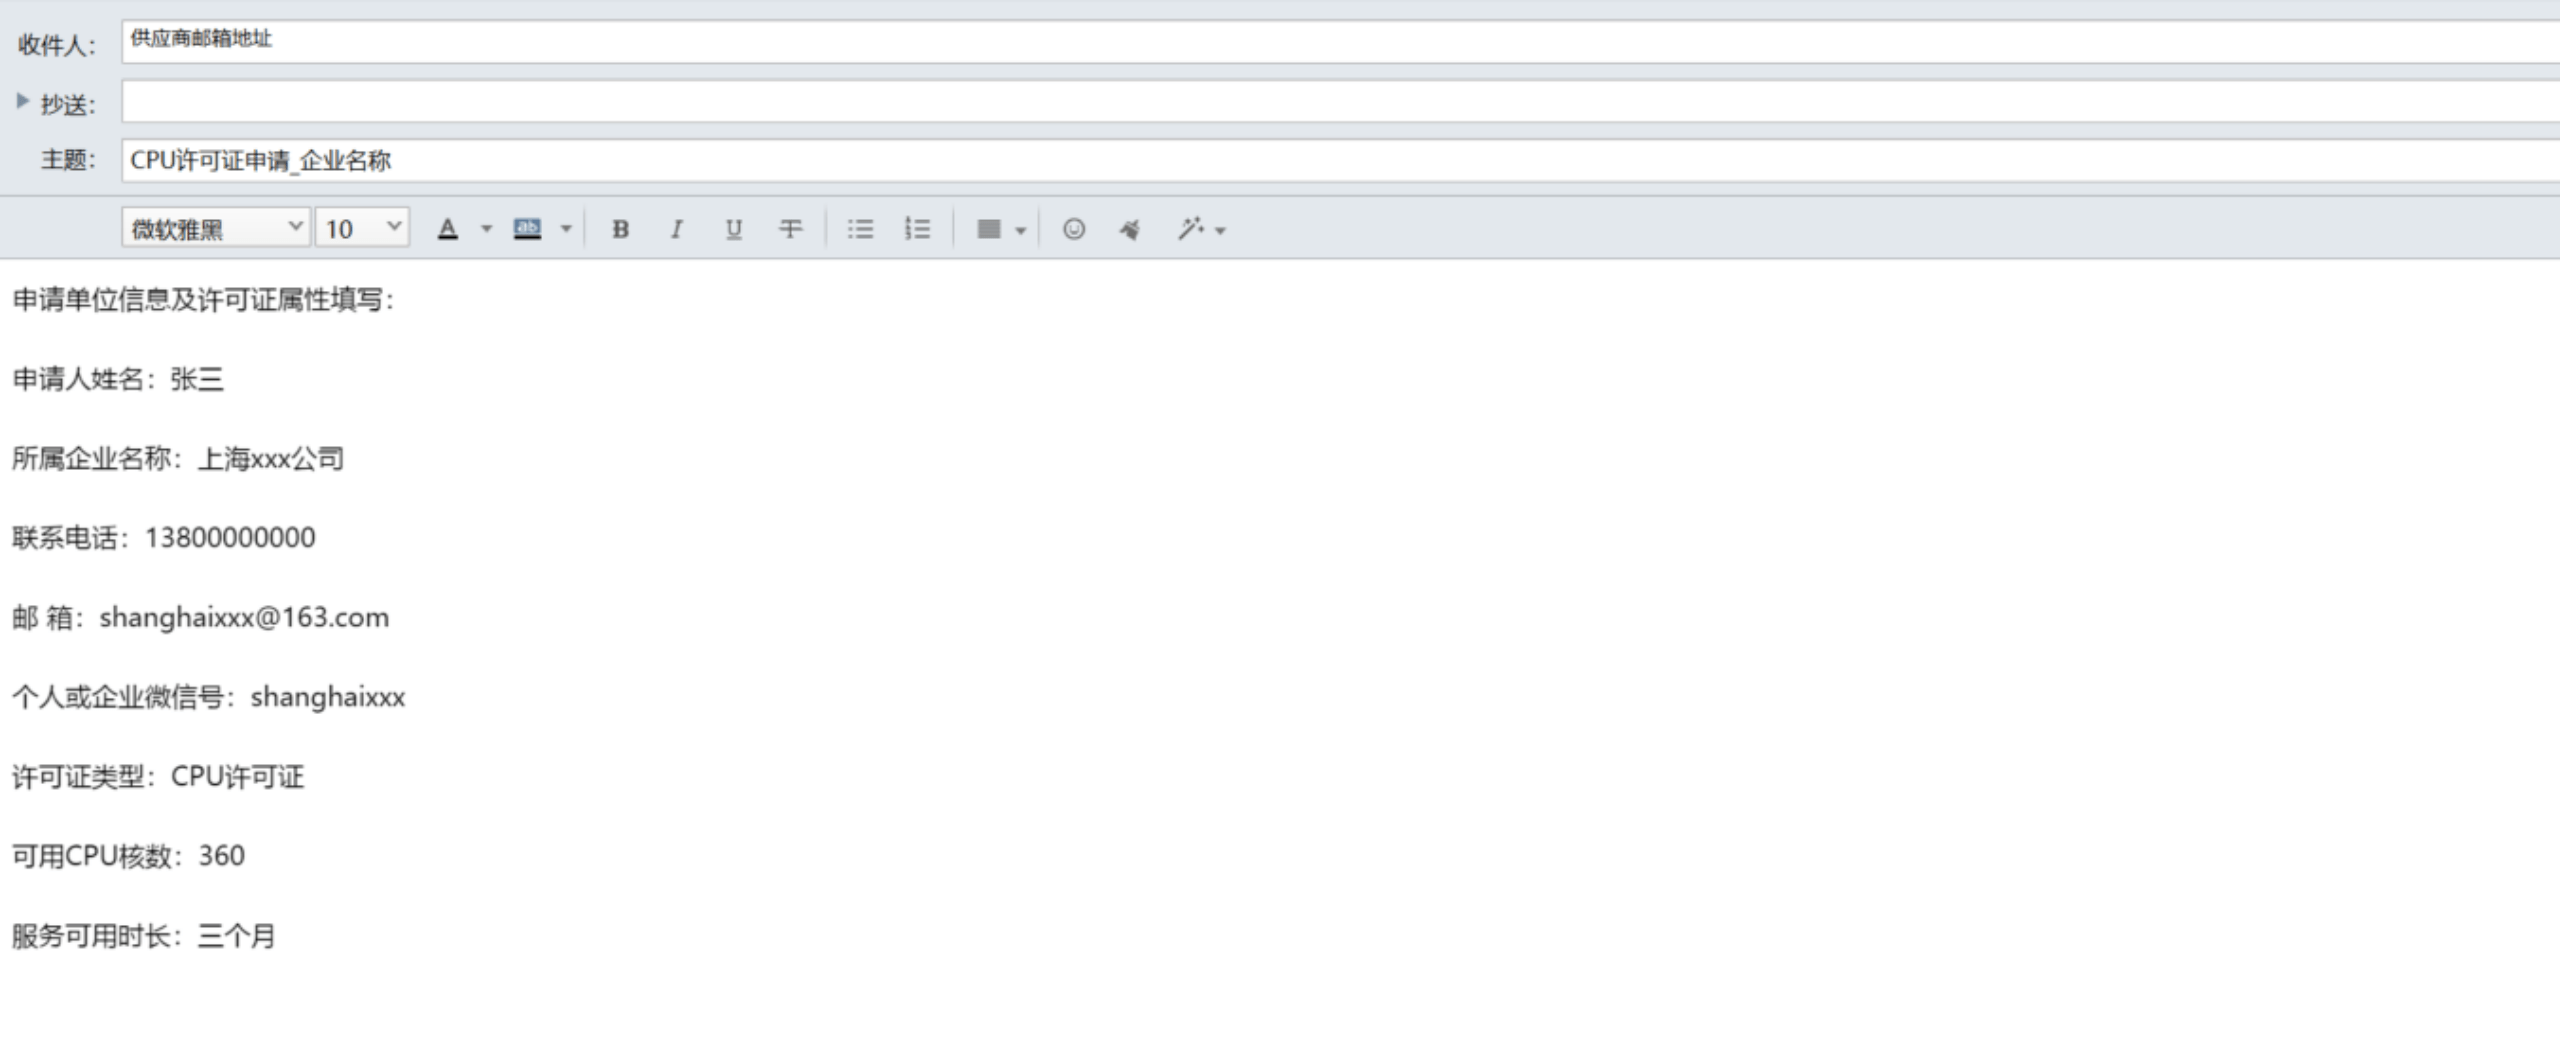 收件人：
供应商邮箱地址
抄送：
主题：
CPU许可证申请_企业名称
微软雅黑
10
A
ab
B
I
U
T
申请单位信息及许可证属性填写：
申请人姓名：张三
所属企业名称：上海xxx公司
联系电话：13800000000
邮 箱：shanghaixxx@163.com
个人或企业微信号：shanghaixxx
许可证类型：CPU许可证
可用CPU核数：360
服务可用时长：三个月